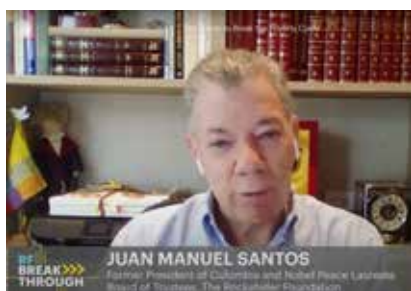 RF
BREAK
THROUGH
JUAN MANUEL SANTOS
Former President of Colombia and Nobel Peace Laureate
Board of Trustees, The Rockefeller Foundation